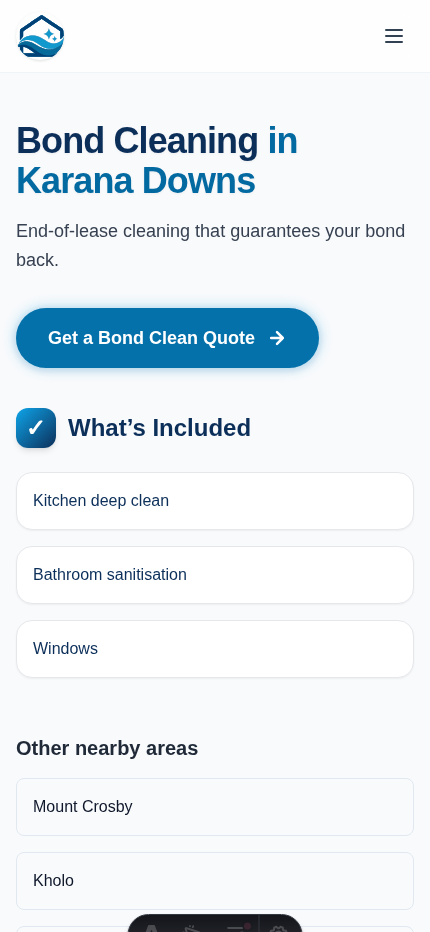 Bond Cleaning in
Karana Downs
End-of-lease cleaning that guarantees your bond
back.
Get a Bond Clean Quote →
✓ What’s Included
Kitchen deep clean
Bathroom sanitisation
Windows
Other nearby areas
Mount Crosby
Kholo